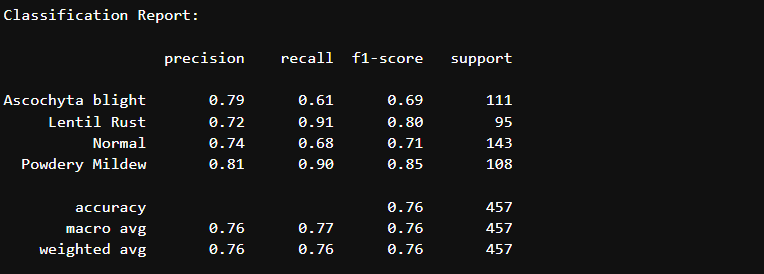 Classification Report:
precision recall f1-score support
Ascochyta blight 0.79 0.61 0.69 111
Lentil Rust 0.72 0.91 0.80 95
Normal 0.74 0.68 0.71 143
Powdery Mildew 0.81 0.90 0.85 108
accuracy 0.76 457
macro avg 0.76 0.77 0.76 457
weighted avg 0.76 0.76 0.76 457